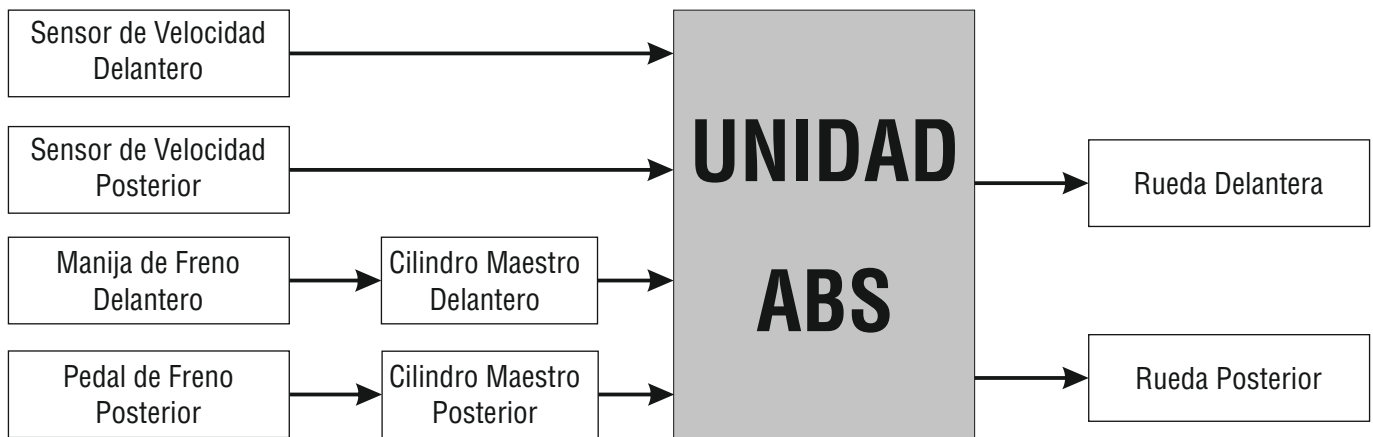 Sensor de Velocidad
Delantero
Sensor de Velocidad
Posterior
Manija de Freno
Delantero
Cilindro Maestro
Delantero
Pedal de Freno
Posterior
Cilindro Maestro
Posterior
UNIDAD
ABS
Rueda Delantera
Rueda Posterior